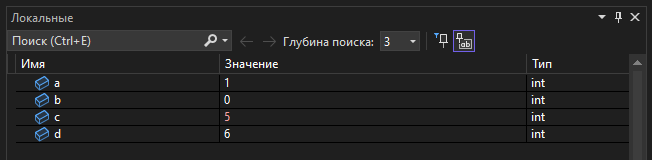 Локальные
Поиск (Ctrl+E) Глубина поиска: 3
Имя Значение Тип
a 1 int
b 0 int
c 5 int
d 6 int